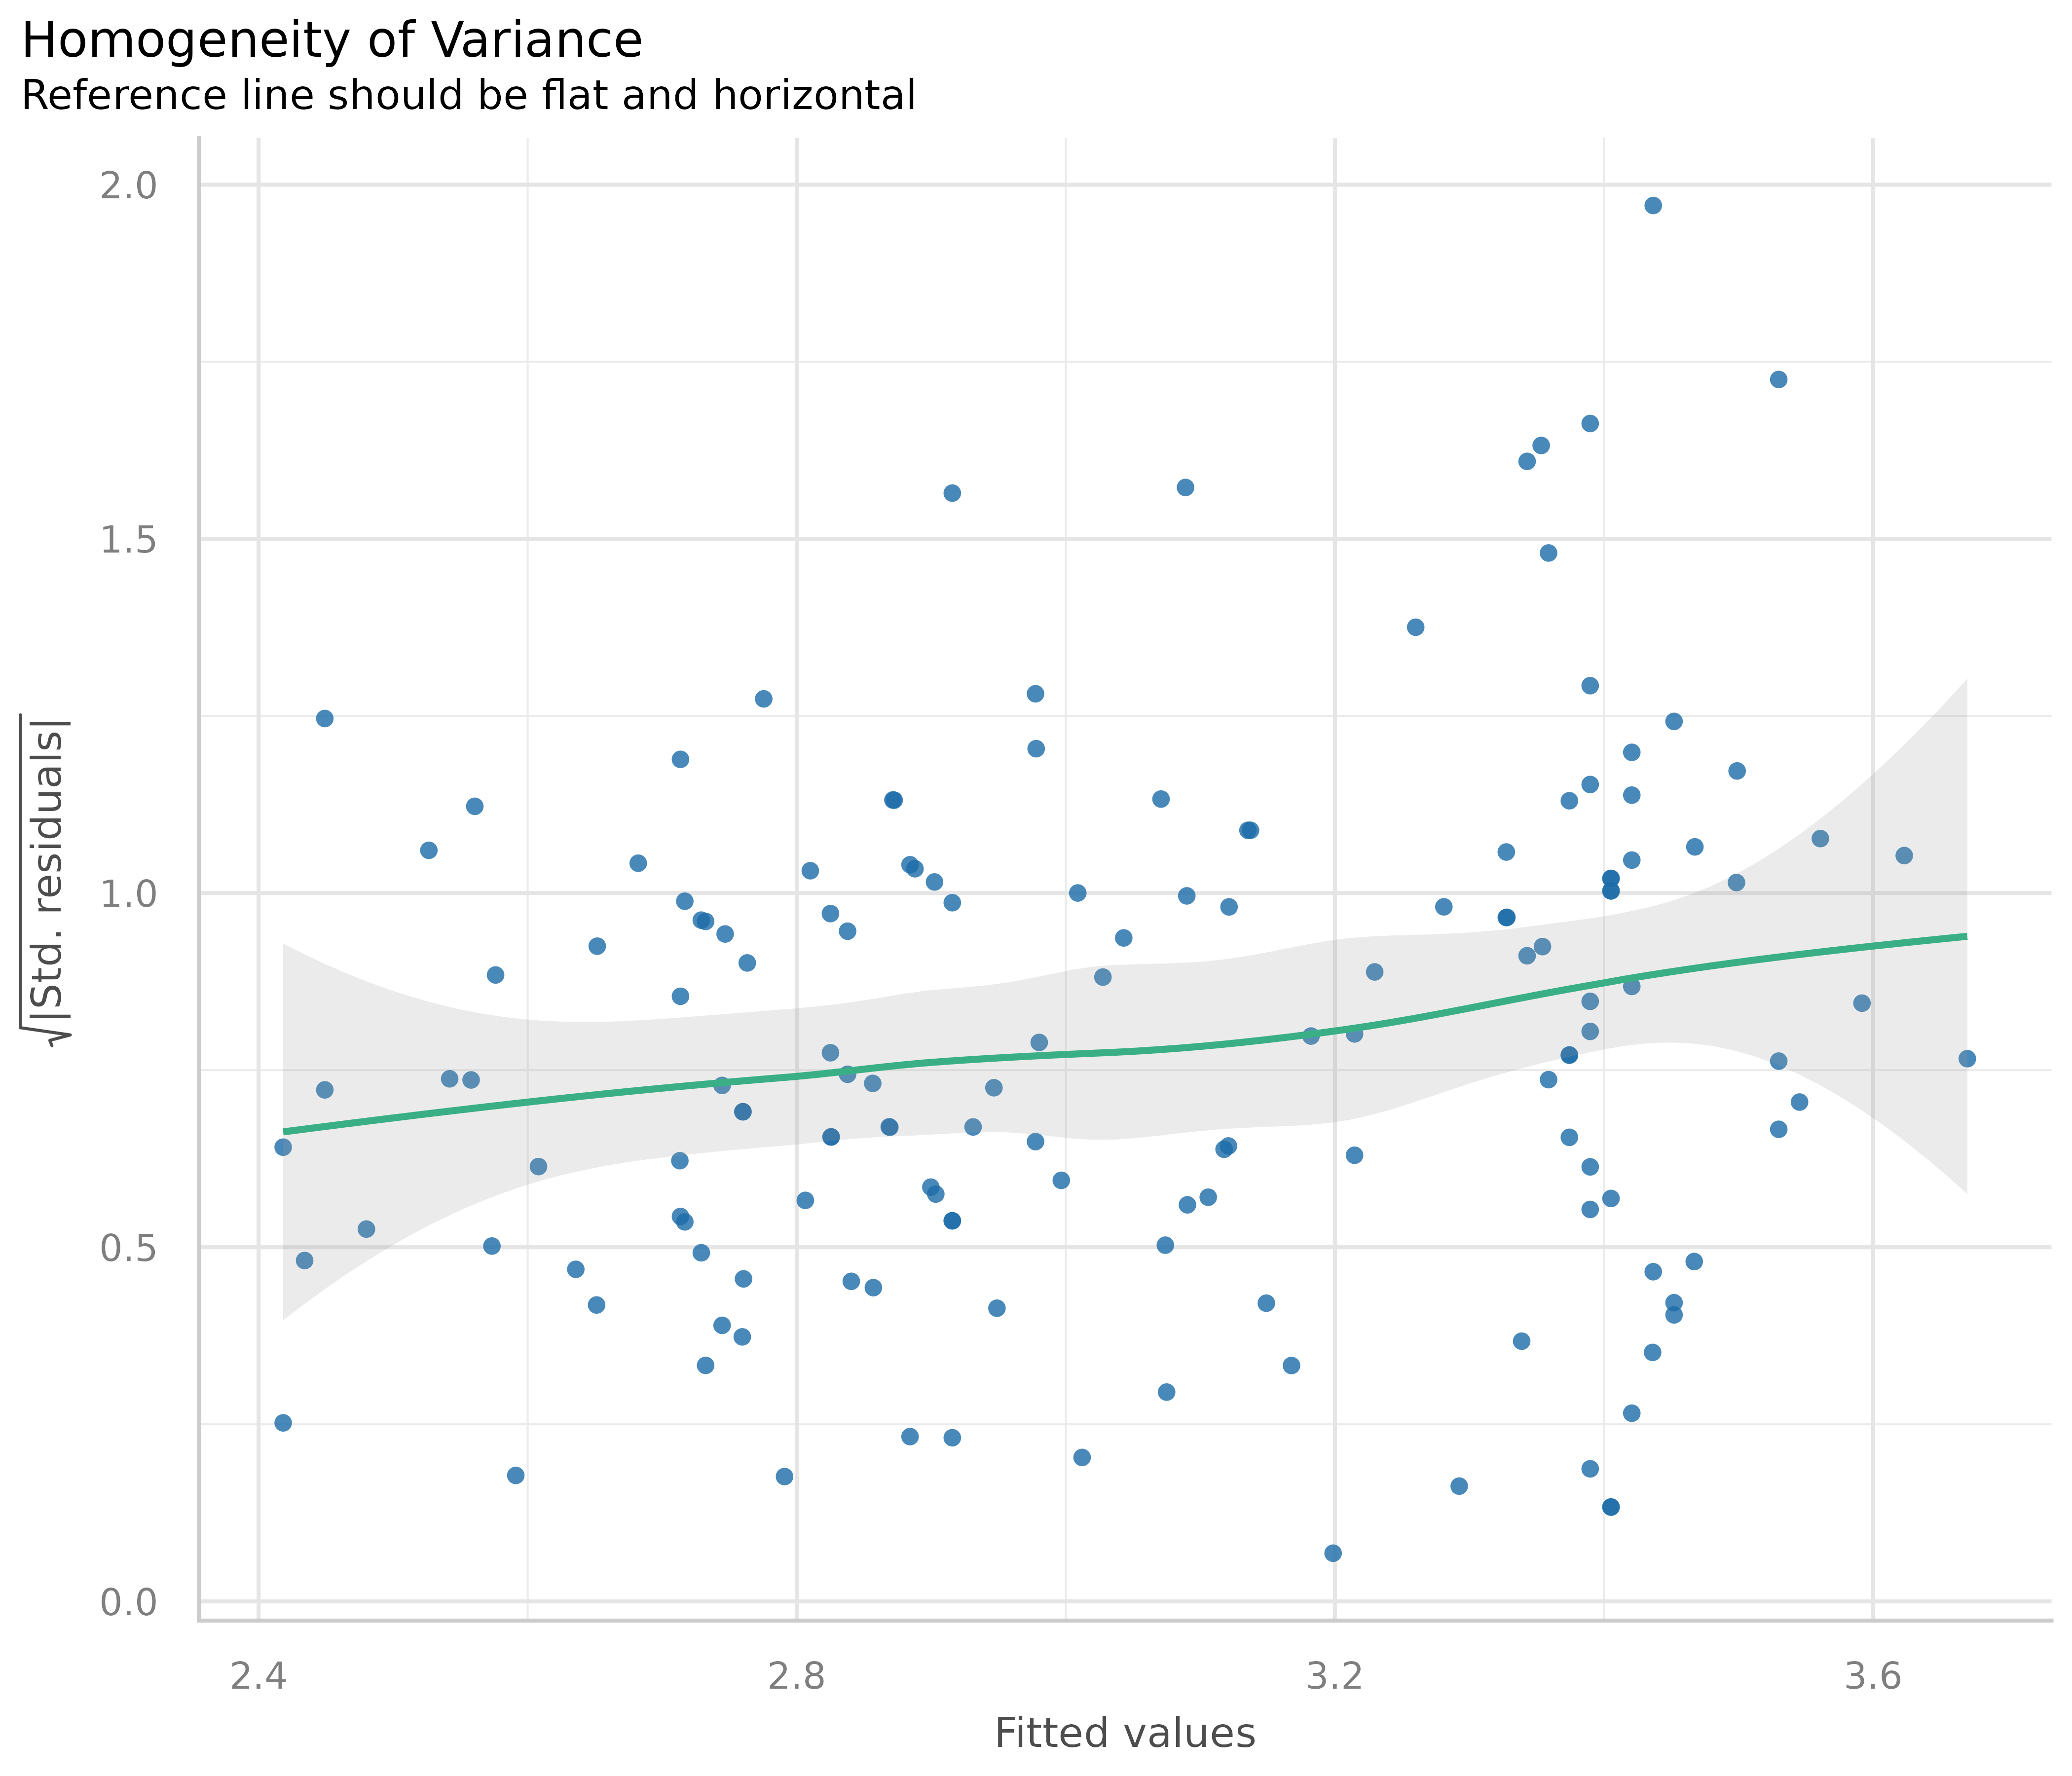 Homogeneity of Variance
Reference line should be flat and horizontal
√|Std. residuals|
2.0
1.5
1.0
0.5
0.0
2.4 2.8 3.2 3.6
Fitted values